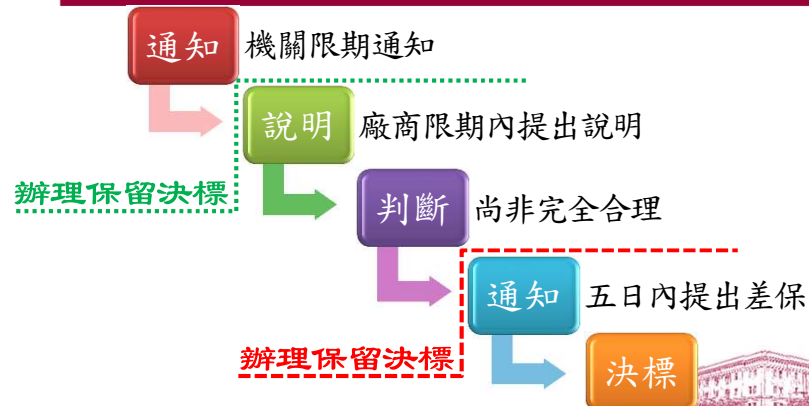 通知 機關限期通知
說明 廠商限期內提出說明
辦理保留決標
判斷 尚非完全合理
通知 五日內提出差保
辦理保留決標
決標